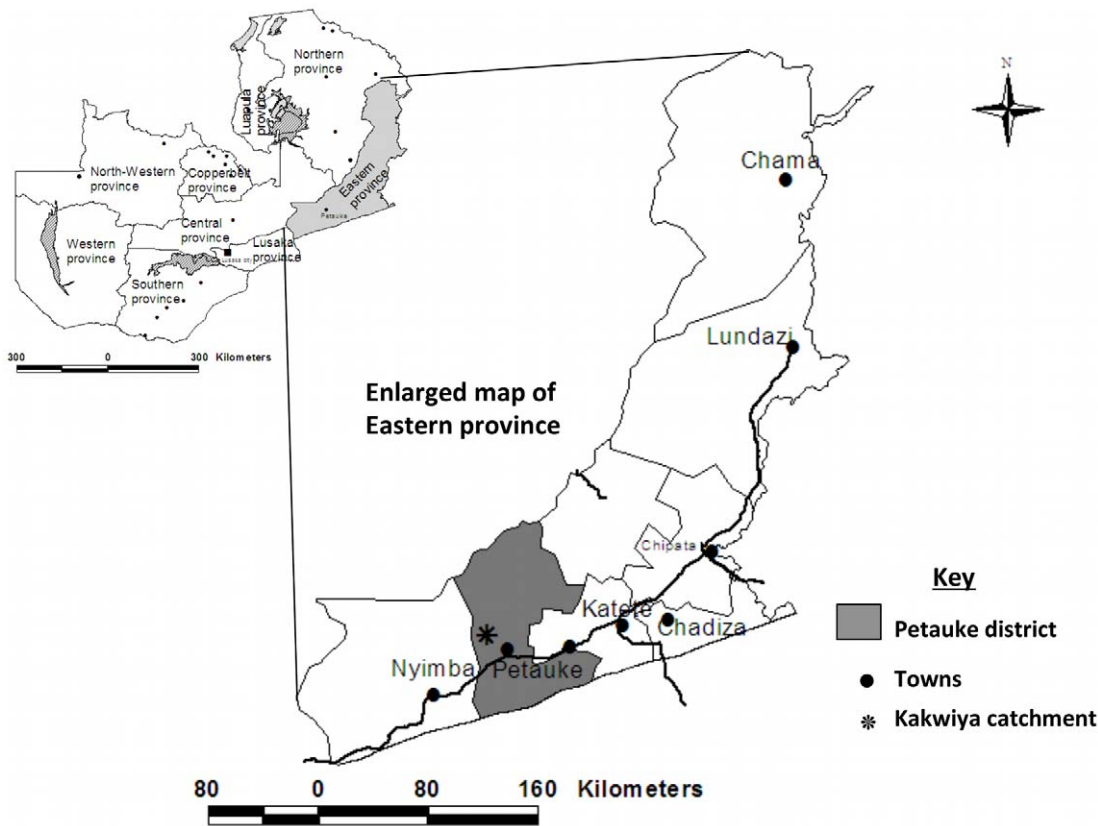 Northern
province
Luapula
province
North-Western
province
Copperbelt
province
Eastern
province
Petauke
Central
province
Lusaka
province
Western
province
Southern
province
300 0 300 Kilometers
N
Chama
Lundazi
Enlarged map of
Eastern province
Chipata
Katete
Chadiza
Nyimba
Petauke
Key
Petauke district
Towns
Kakwiya catchment
80 0 80 160 Kilometers